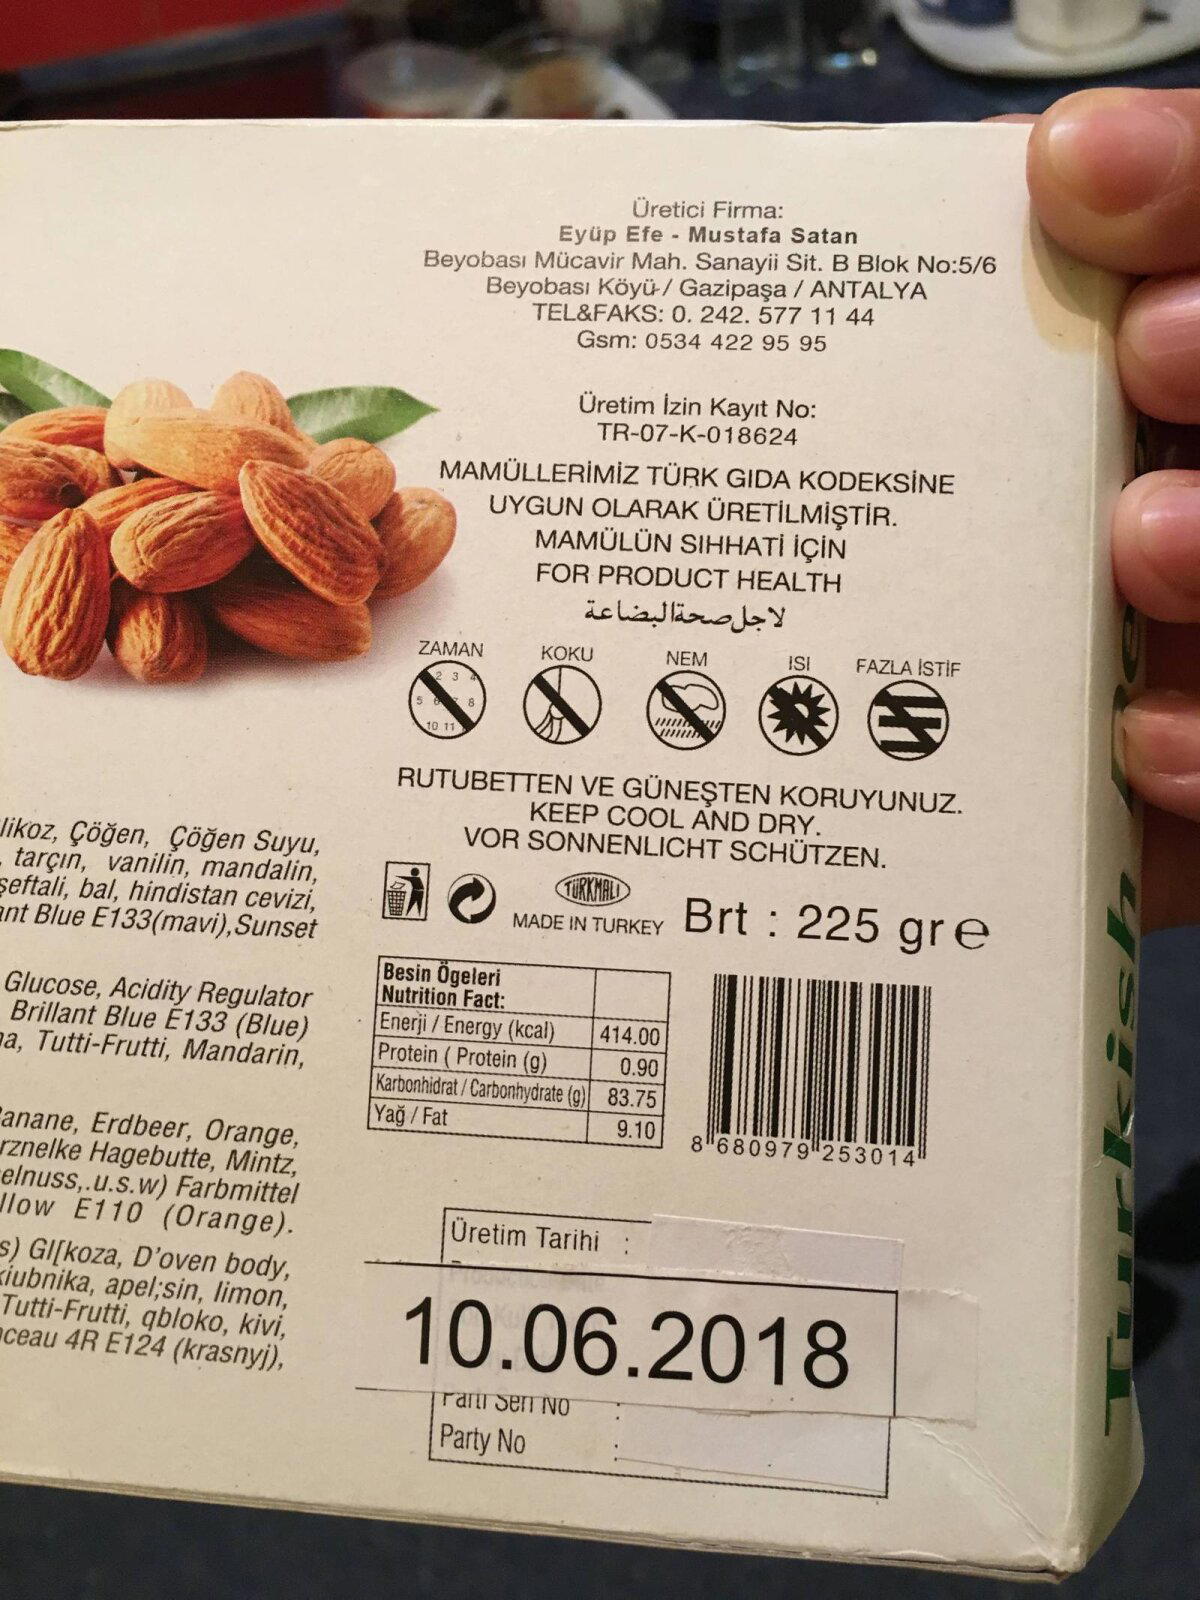 Üretici Firma:
Eyüp Efe - Mustafa Satan
Beyobası Mücavir Mah. Sanayii Sit. B Blok No:5/6
Beyobası Köyü / Gazipaşa / ANTALYA
TEL&FAKS: 0. 242. 577 11 44
Gsm: 0534 422 95 95
Üretim İzin Kayıt No:
TR-07-K-018624
MAMÜLLERİMİZ TÜRK GIDA KODEKSİNE
UYGUN OLARAK ÜRETİLMİŞTİR.
MAMÜLÜN SIHHATİ İÇİN
FOR PRODUCT HEALTH
لاجل صحة البضاعة
ZAMAN KOKU NEM ISI FAZLA İSTİF
RUTUBETTEN VE GÜNEŞTEN KORUYUNUZ.
KEEP COOL AND DRY.
VOR SONNENLICHT SCHÜTZEN.
TÜRKMALI
MADE IN TURKEY
Brt : 225 gr e
likoz, Çöğen, Çöğen Suyu,
, tarçın, vanilin, mandalin,
şeftali, bal, hindistan cevizi,
ant Blue E133(mavi),Sunset
Glucose, Acidity Regulator
Brillant Blue E133 (Blue)
na, Tutti-Frutti, Mandarin,
Banane, Erdbeer, Orange,
rznelke Hagebutte, Mintz,
elnuss,.u.s.w) Farbmittel
llow E110 (Orange).
s) Gl[koza, D'oven body,
kiubnika, apel;sin, limon,
Tutti-Frutti, qbloko, kivi,
nceau 4R E124 (krasnyj),
Besin Ögeleri
Nutrition Fact:
Enerji / Energy (kcal) 414.00
Protein ( Protein (g) 0.90
Karbonhidrat / Carbonhydrate (g) 83.75
Yağ / Fat 9.10
8 680979 253014
Üretim Tarihi :
10.06.2018
Parti Seri No :
Party No :
Turkish De